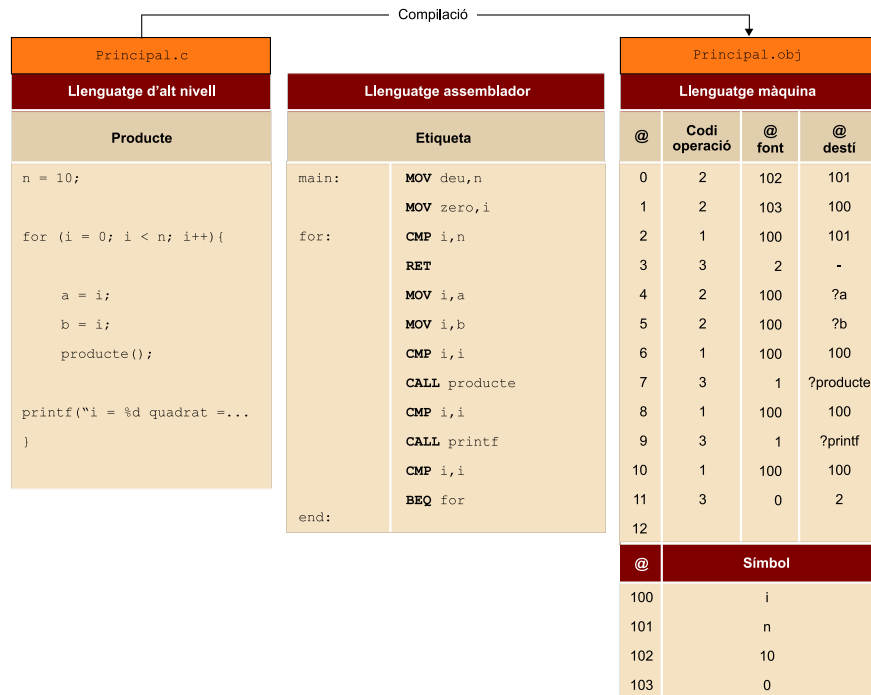 Compilació
Principal.c
Llenguatge d'alt nivell
Producte
n = 10;
for (i = 0; i < n; i++){
a = i;
b = i;
producte();
printf(“i = %d quadrat =...
}
Llenguatge assemblador
Etiqueta
main: MOV deu,n
MOV zero,i
for: CMP i,n
RET
MOV i,a
MOV i,b
CMP i,i
CALL producte
CMP i,i
CALL printf
CMP i,i
BEQ for
end:
Principal.obj
Llenguatge màquina
@ Codi operació @ font @ destí
0 2 102 101
1 2 103 100
2 1 100 101
3 3 2 -
4 2 100 ?a
5 2 100 ?b
6 1 100 100
7 3 1 ?producte
8 1 100 100
9 3 1 ?printf
10 1 100 100
11 3 0 2
12
@ Símbol
100 i
101 n
102 10
103 0